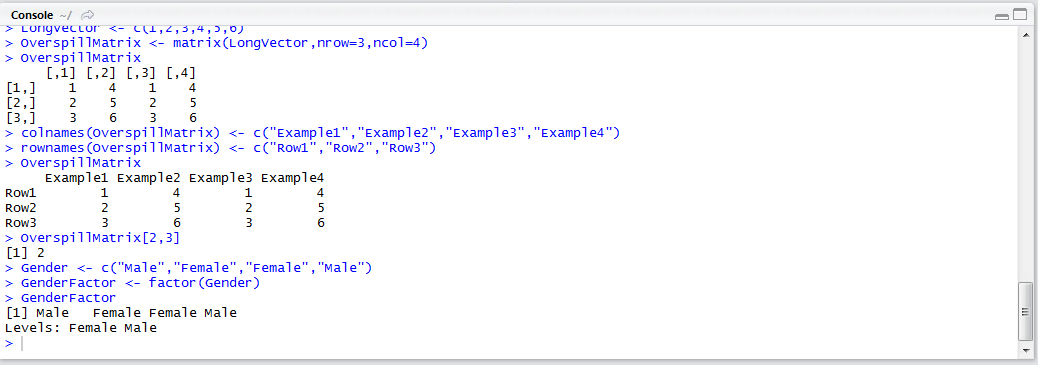 Console ~/
> LongVector <- c(1,2,3,4,5,6)
> OverspillMatrix <- matrix(LongVector,nrow=3,ncol=4)
> OverspillMatrix
     [,1] [,2] [,3] [,4]
[1,]    1    4    1    4
[2,]    2    5    2    5
[3,]    3    6    3    6
> colnames(OverspillMatrix) <- c("Example1","Example2","Example3","Example4")
> rownames(OverspillMatrix) <- c("Row1","Row2","Row3")
> OverspillMatrix
     Example1 Example2 Example3 Example4
Row1        1        4        1        4
Row2        2        5        2        5
Row3        3        6        3        6
> OverspillMatrix[2,3]
[1] 2
> Gender <- c("Male","Female","Female","Male")
> GenderFactor <- factor(Gender)
> GenderFactor
[1] Male   Female Female Male
Levels: Female Male
>